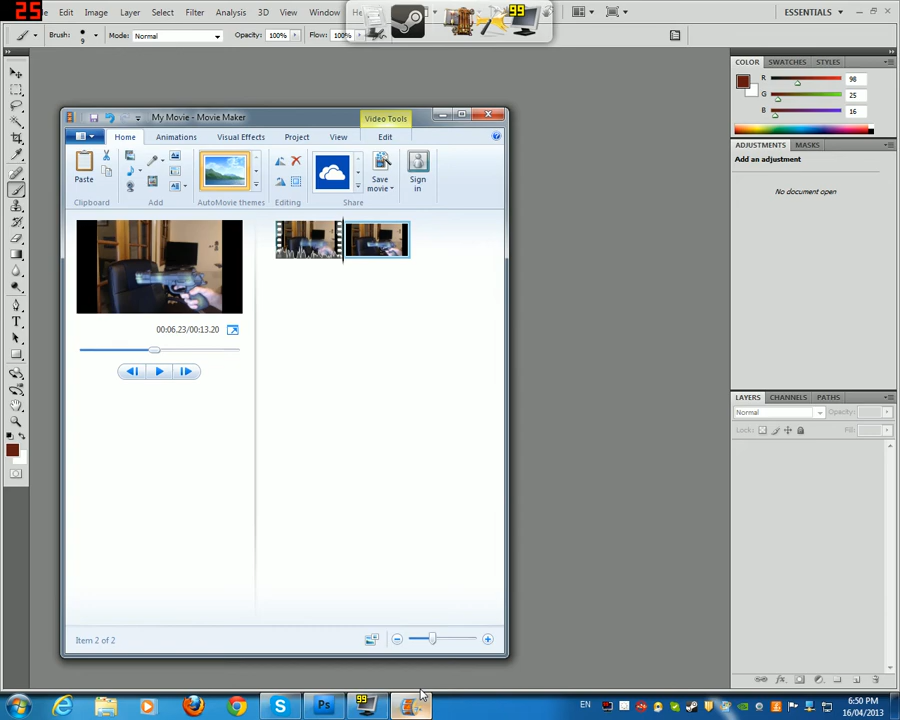 25
Edit Image Layer Select Filter Analysis 3D View Window
99
ESSENTIALS
Brush: 9 Mode: Normal Opacity: 100% Flow: 100%
COLOR SWATCHES STYLES
R 98
G 25
B 16
ADJUSTMENTS MASKS
Add an adjustment
No document open
LAYERS CHANNELS PATHS
Normal Opacity:
Lock: Fill:
My Movie - Movie Maker Video Tools
Home Animations Visual Effects Project View Edit
Paste Save movie Sign in
Clipboard Add AutoMovie themes Editing Share
00:06.23/00:13.20
Item 2 of 2
S Ps 99 EN 6:50 PM
16/04/2013